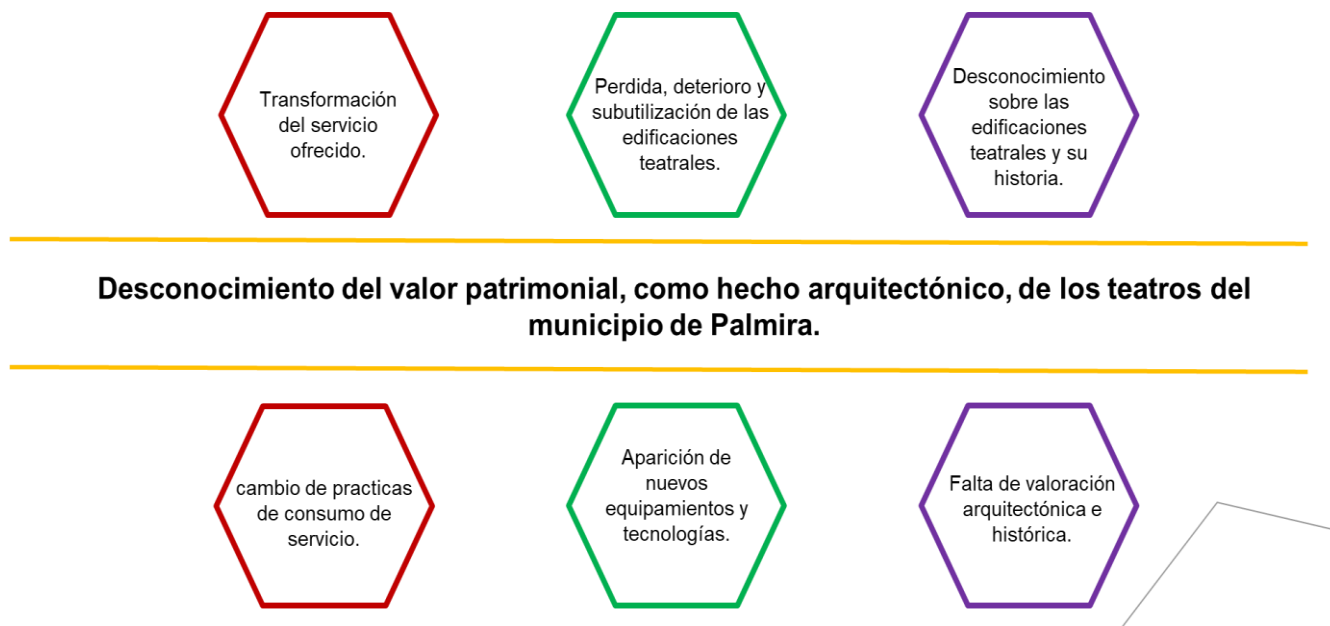 Transformación
del servicio
ofrecido.
Perdida, deterioro y
subutilización de las
edificaciones
teatrales.
Desconocimiento
sobre las
edificaciones
teatrales y su
historia.
Desconocimiento del valor patrimonial, como hecho arquitectónico, de los teatros del
municipio de Palmira.
cambio de practicas
de consumo de
servicio.
Aparición de
nuevos
equipamientos y
tecnologías.
Falta de valoración
arquitectónica e
histórica.